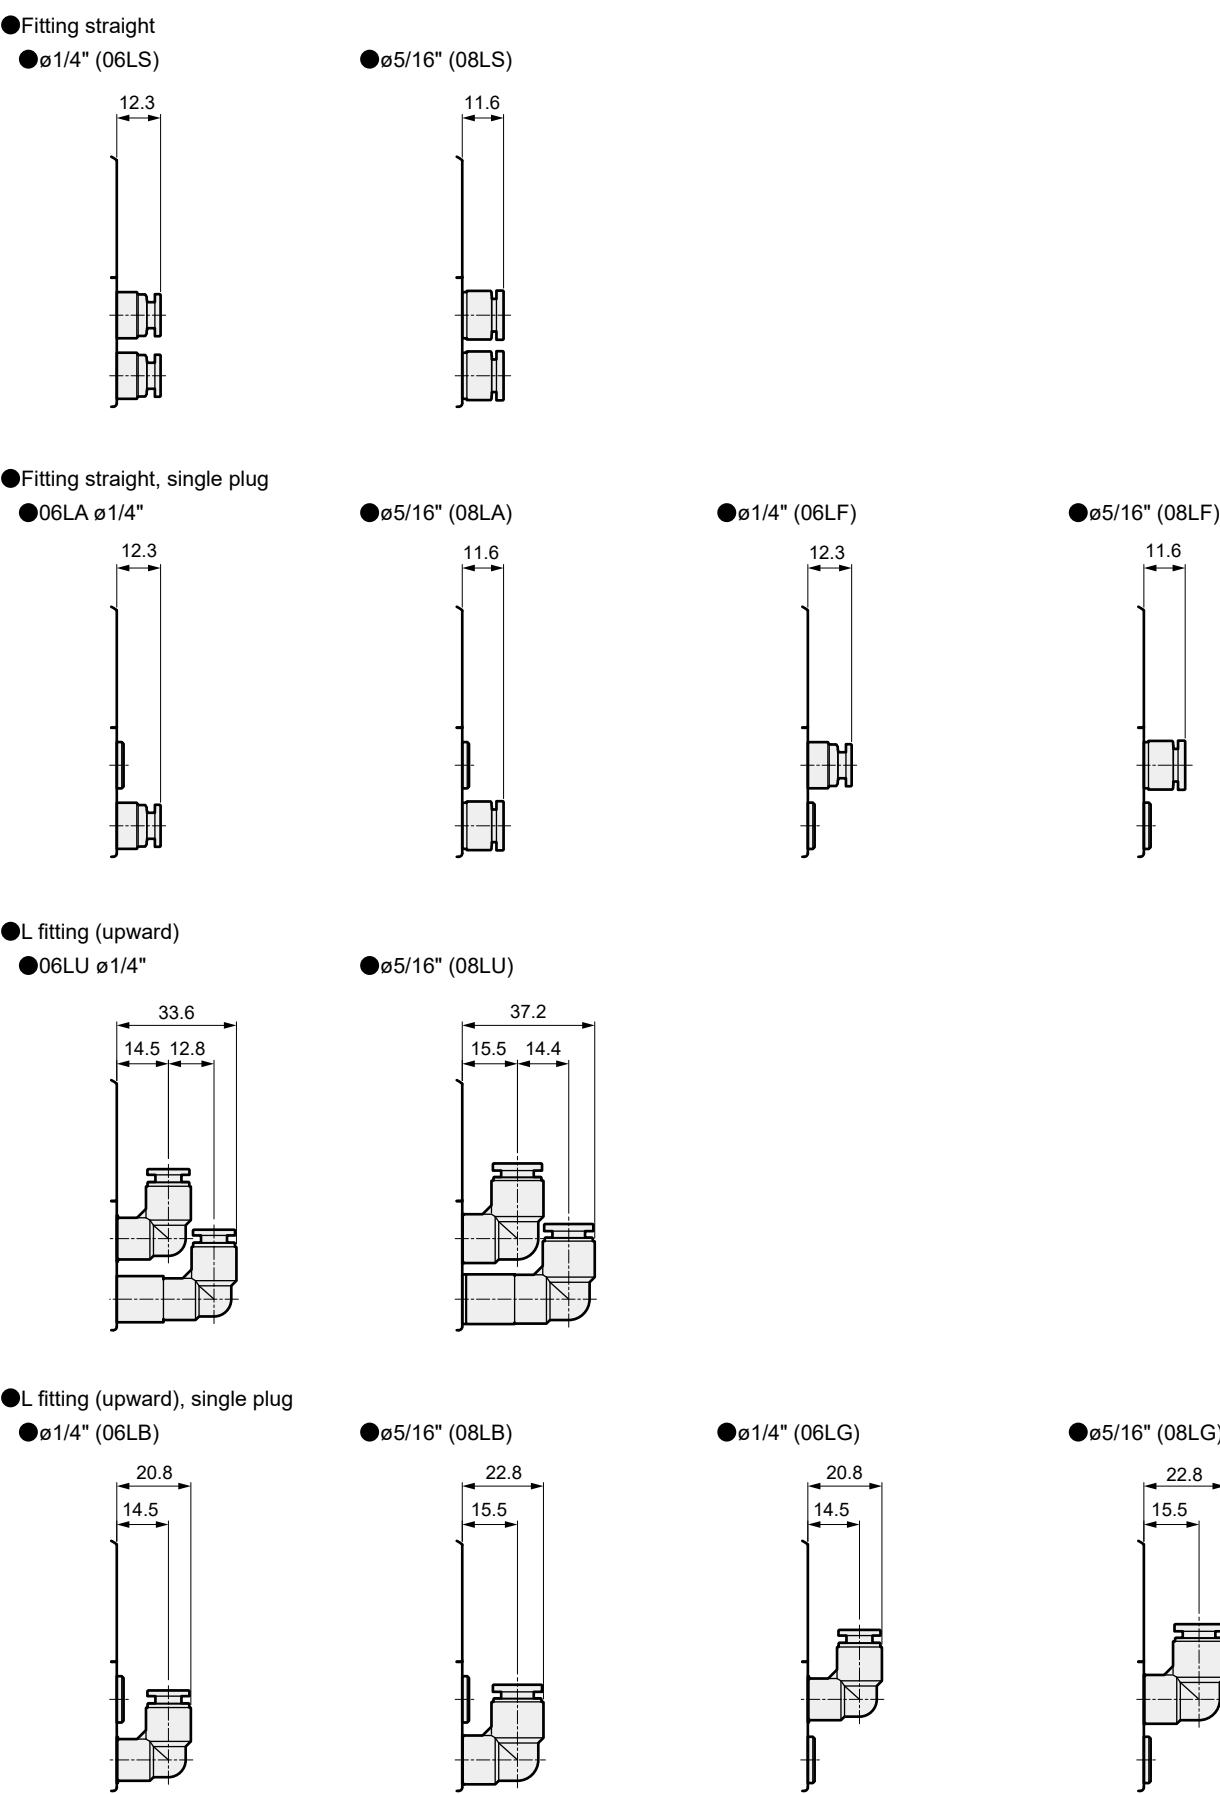 ●Fitting straight
●ø1/4" (06LS) ●ø5/16" (08LS)
12.3 11.6
●Fitting straight, single plug
●06LA ø1/4" ●ø5/16" (08LA) ●ø1/4" (06LF) ●ø5/16" (08LF)
12.3 11.6 12.3 11.6
●L fitting (upward)
●06LU ø1/4" ●ø5/16" (08LU)
33.6 37.2
14.5 12.8 15.5 14.4
●L fitting (upward), single plug
●ø1/4" (06LB) ●ø5/16" (08LB) ●ø1/4" (06LG) ●ø5/16" (08LG)
20.8 22.8 20.8 22.8
14.5 15.5 14.5 15.5